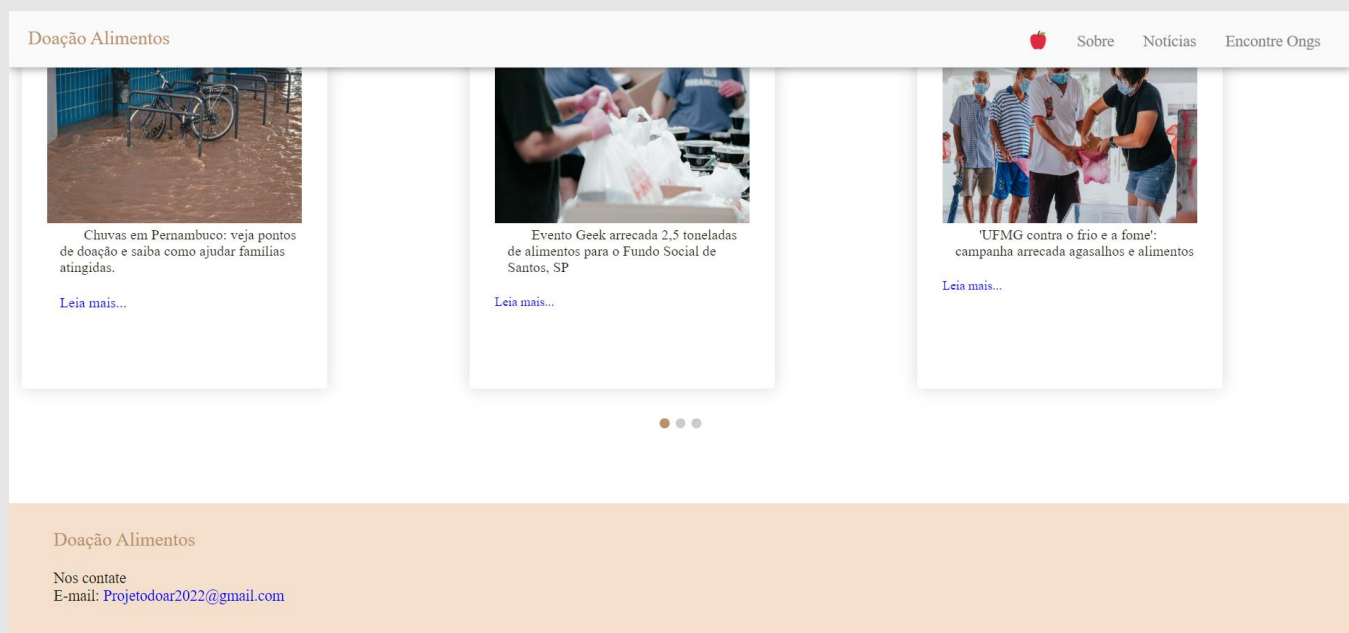 Doação Alimentos
Sobre
Notícias
Encontre Ongs
Chuvas em Pernambuco: veja pontos
de doação e saiba como ajudar famílias
atingidas.
Leia mais...
Evento Geek arrecada 2,5 toneladas
de alimentos para o Fundo Social de
Santos, SP
Leia mais...
'UFMG contra o frio e a fome':
campanha arrecada agasalhos e alimentos
Leia mais...
Doação Alimentos
Nos contate
E-mail: Projetodoar2022@gmail.com